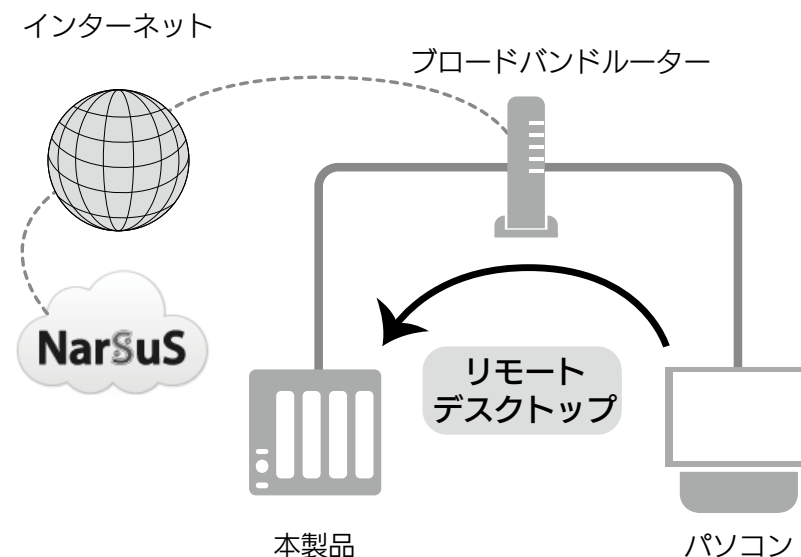 インターネット
ブロードバンドルーター
NarSuS
リモート
デスクトップ
本製品
パソコン